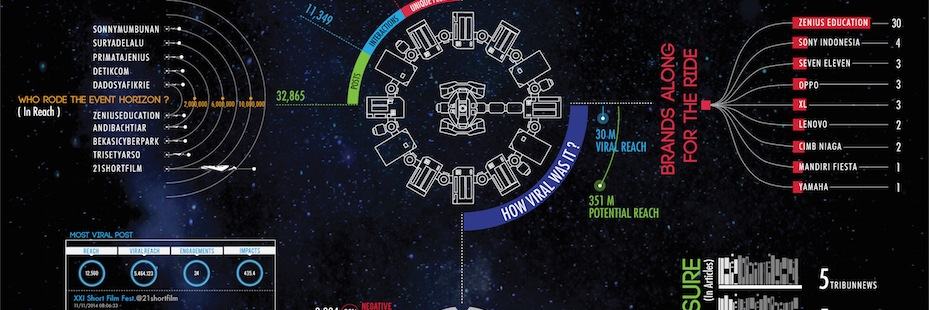 SONNYMUMBUNAN
SURYADELALU
PRIMATAJENIUS
DETIKCOM
DADOSYAFIKRIE
WHO RODE THE EVENT HORIZON ?
( In Reach )
2,000,000 6,000,000 10,000,000
ZENIUSEDUCATION
ANDIBACHTIAR
BEKASICYBERPARK
TRISETYARSO
21SHORTFILM
11,349
INTERACTIONS
POSTS
32,865
HOW VIRAL WAS IT ?
30 M
VIRAL REACH
351 M
POTENTIAL REACH
BRANDS ALONG
FOR THE RIDE
ZENIUS EDUCATION 30
SONY INDONESIA 4
SEVEN ELEVEN 3
OPPO 3
XL 3
LENOVO 2
CIMB NIAGA 2
MANDIRI FIESTA 1
YAMAHA 1
MOST VIRAL POST
REACH VIRALREACH ENGAGEMENTS IMPACTS
12,560 5.464.123 24 435.4
XXI Short Film Fest.@21shortfilm
11/11/2014 08:06:33 -
NEGATIVE
SURE
(In Articles)
5 TRIBUNNEWS